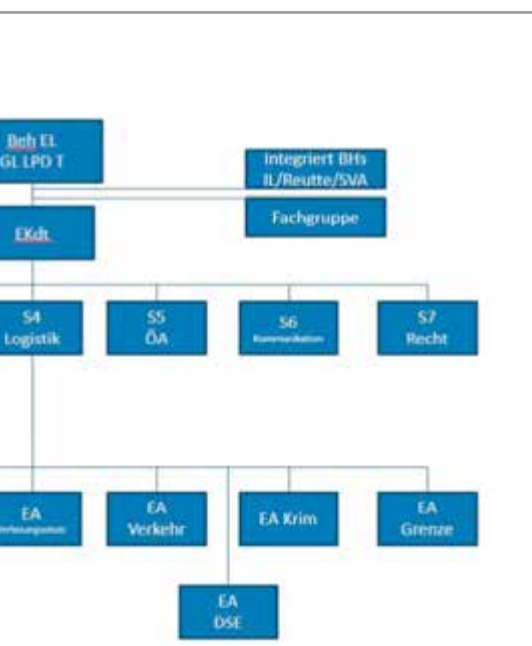 Beh EL
GL LPD T
Integriert BHs
IL/Reutte/SVA
Fachgruppe
EKdt
S4
Logistik
S5
ÖA
S6
Kommunikation
S7
Recht
EA
EA
Verkehr
EA Krim
EA
Grenze
EA
DSE